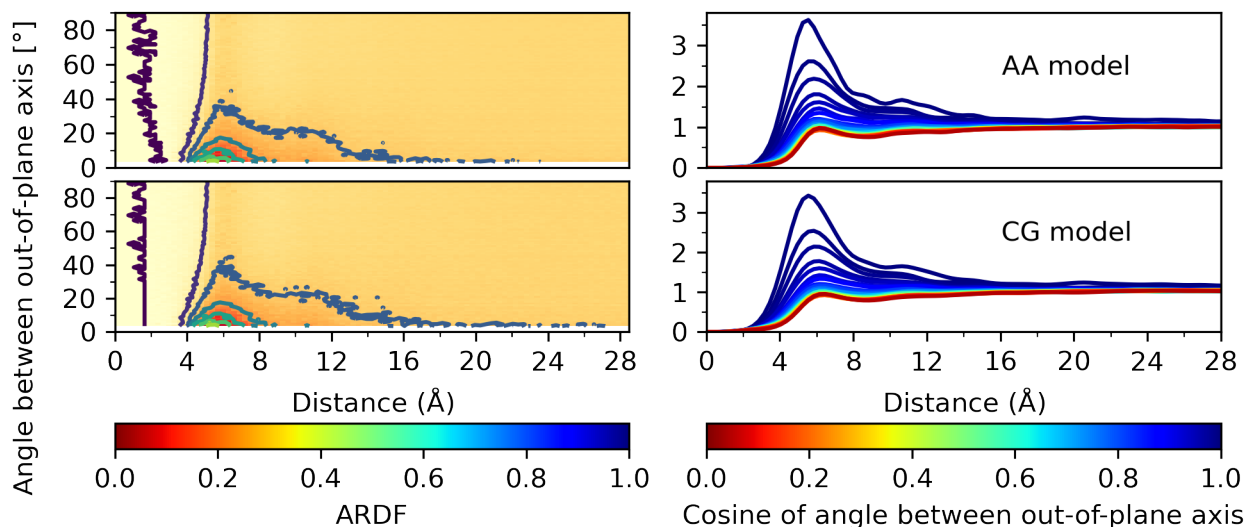 Angle between out-of-plane axis [°]
80
60
40
20
0
80
60
40
20
0
0 4 8 12 16 20 24 28
Distance (Å)
0.0 0.2 0.4 0.6 0.8 1.0
ARDF
3
2
1
0
AA model
3
2
1
0
CG model
0 4 8 12 16 20 24 28
Distance (Å)
0.0 0.2 0.4 0.6 0.8 1.0
Cosine of angle between out-of-plane axis